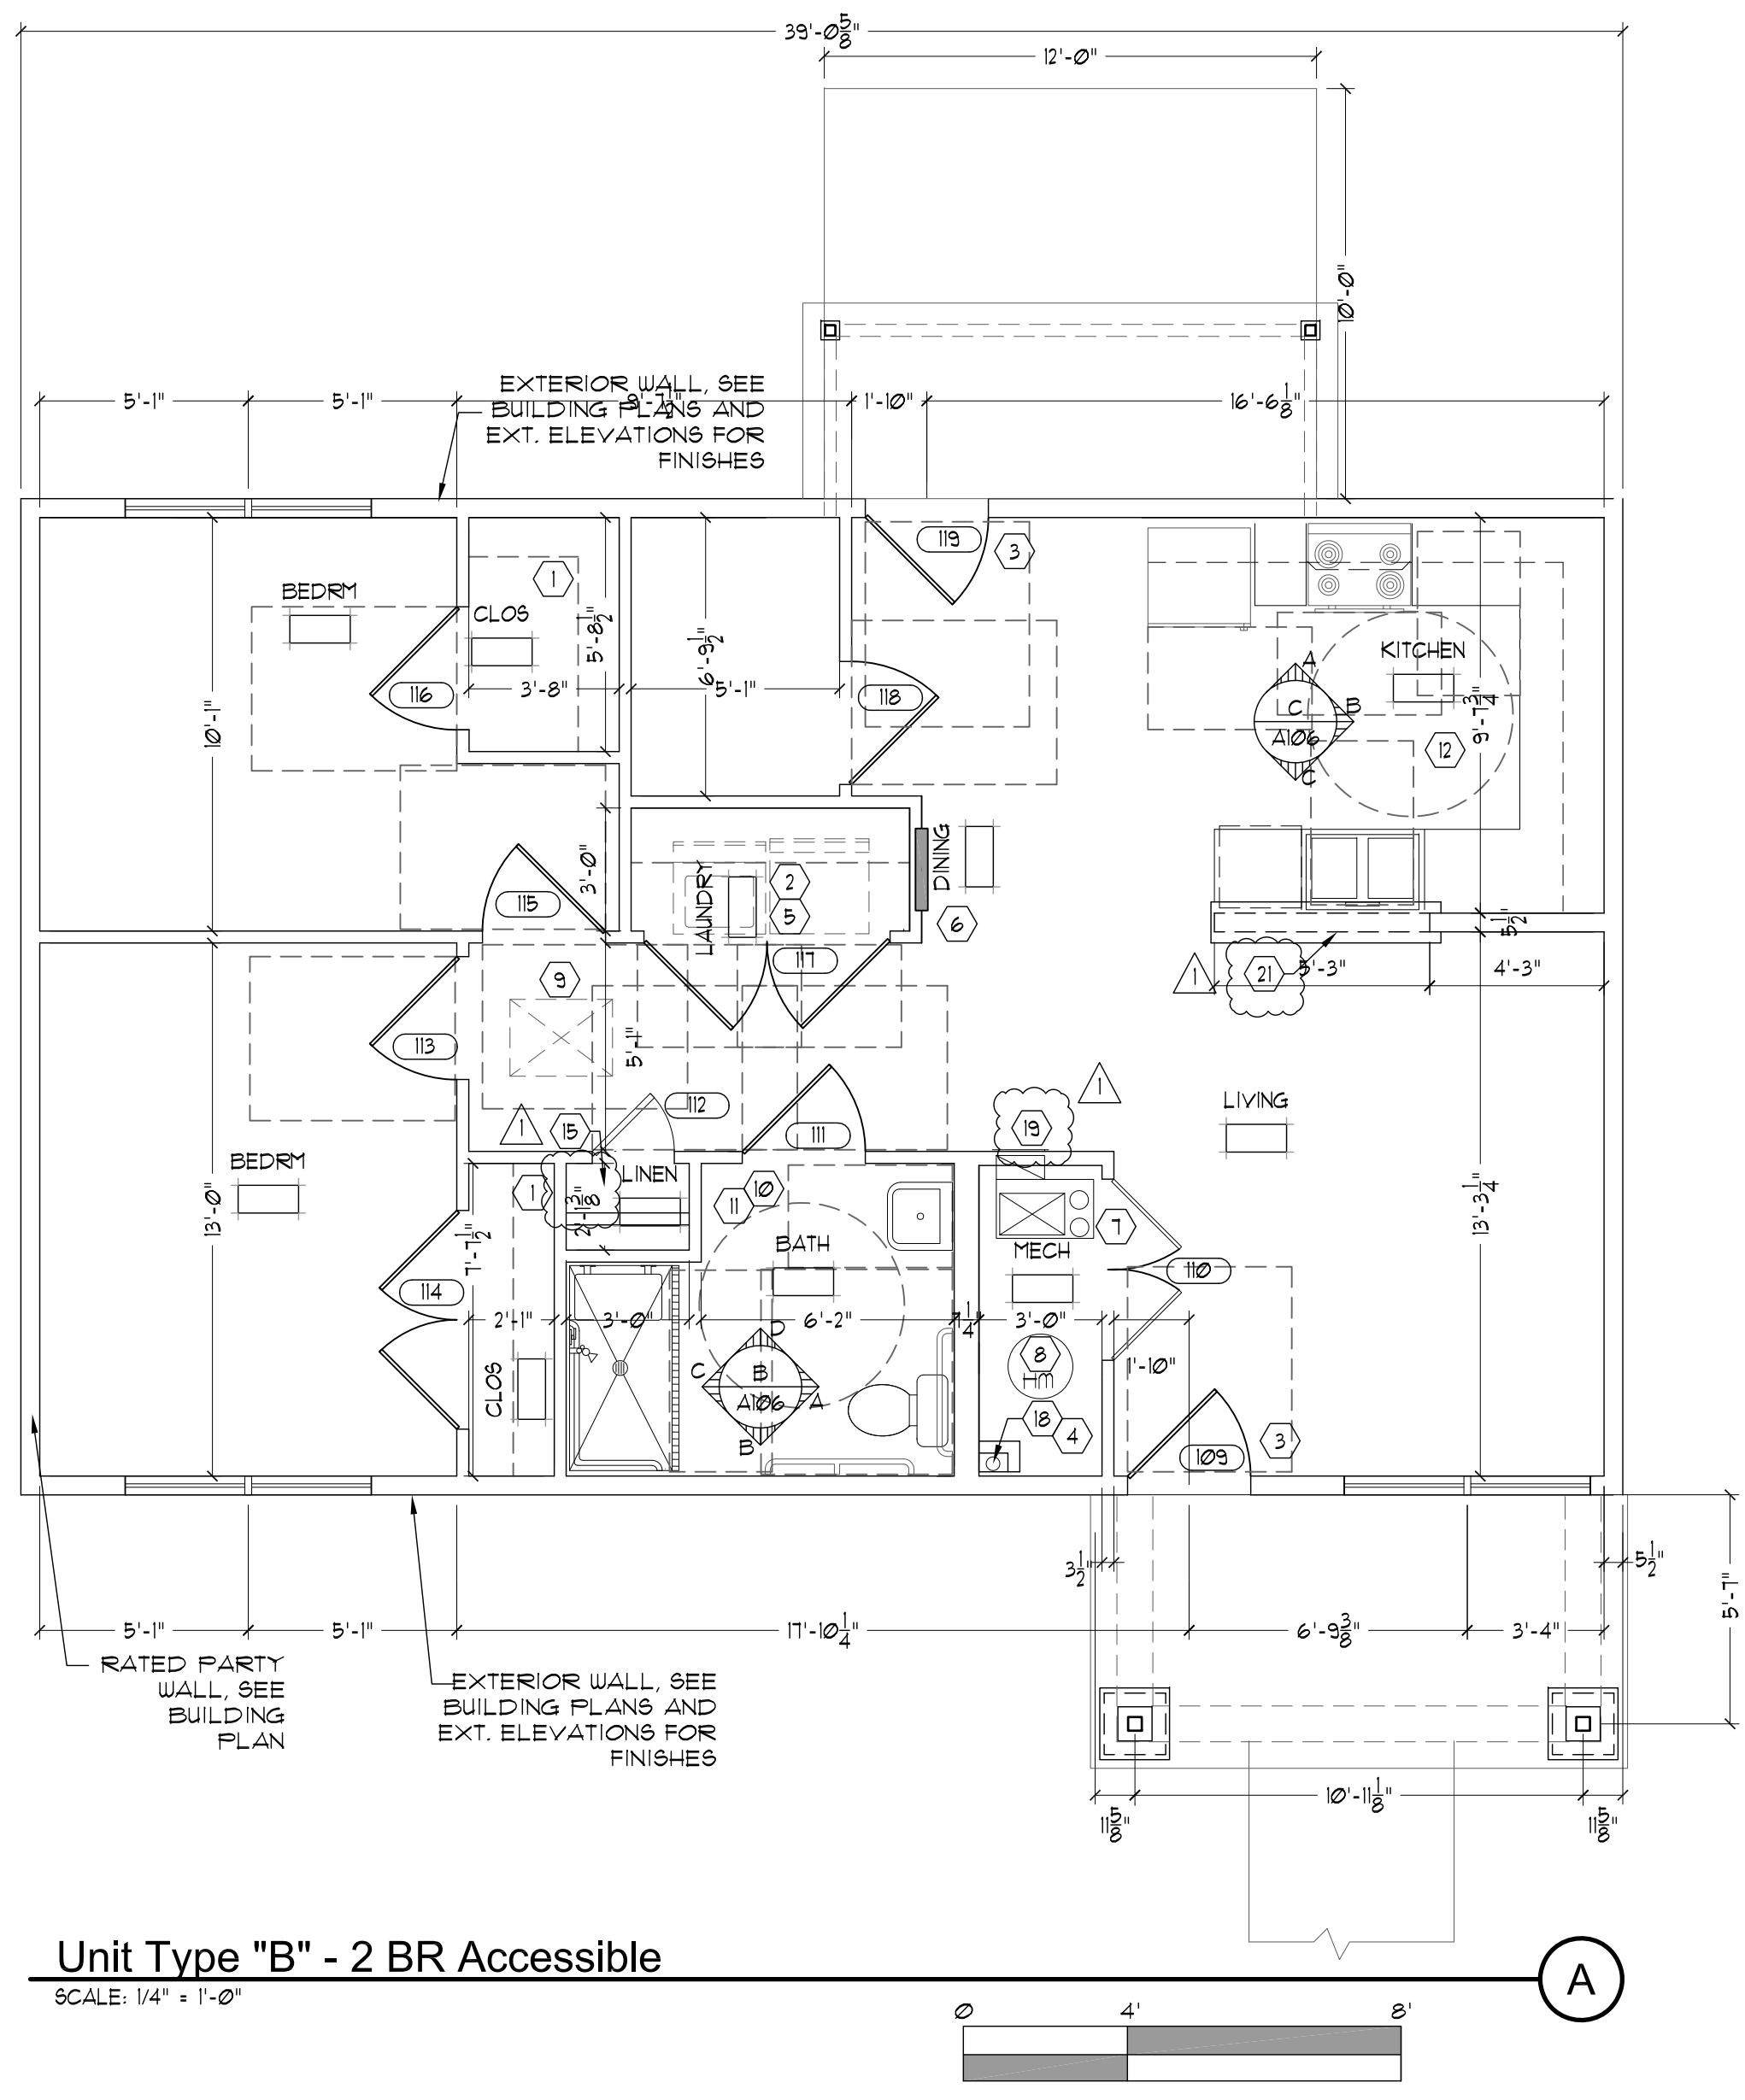 39'-0 5/8"
12'-0"
10'-0"
EXTERIOR WALL, SEE
BUILDING PLANS AND
EXT. ELEVATIONS FOR
FINISHES
5'-1"
5'-1"
1'-10"
16'-6 1/8"
119
3
1
BEDRM
CLOS
5'-8 1/2"
6'-9 1/2"
KITCHEN
A
116
3'-8"
5'-1"
118
C
B
A106
C
9'-7 3/4"
12
10'-1"
DINING
3'-0"
2
115
LAUNDRY
5
6
5 1/2"
117
9
1
21
5'-3"
4'-3"
113
5'-1"
1
112
LIVING
1
15
111
19
BEDRM
LINEN
1
10
11
2'-1 3/8"
13'-0"
13'-3 1/4"
7
7'-7 1/2"
BATH
MECH
110
114
2'-1"
3'-0"
6'-2"
7 1/4"
3'-0"
D
8
WH
1'-10"
C
B
CLOS
A106
A
B
18
4
3
109
3 1/2"
5 1/2"
5'-7"
5'-1"
5'-1"
17'-10 1/4"
6'-9 3/8"
3'-4"
RATED PARTY
WALL, SEE
BUILDING
PLAN
EXTERIOR WALL, SEE
BUILDING PLANS AND
EXT. ELEVATIONS FOR
FINISHES
10'-11 1/8"
11 5/8"
11 5/8"
Unit Type "B" - 2 BR Accessible
A
SCALE: 1/4" = 1'-0"
0
4'
8'